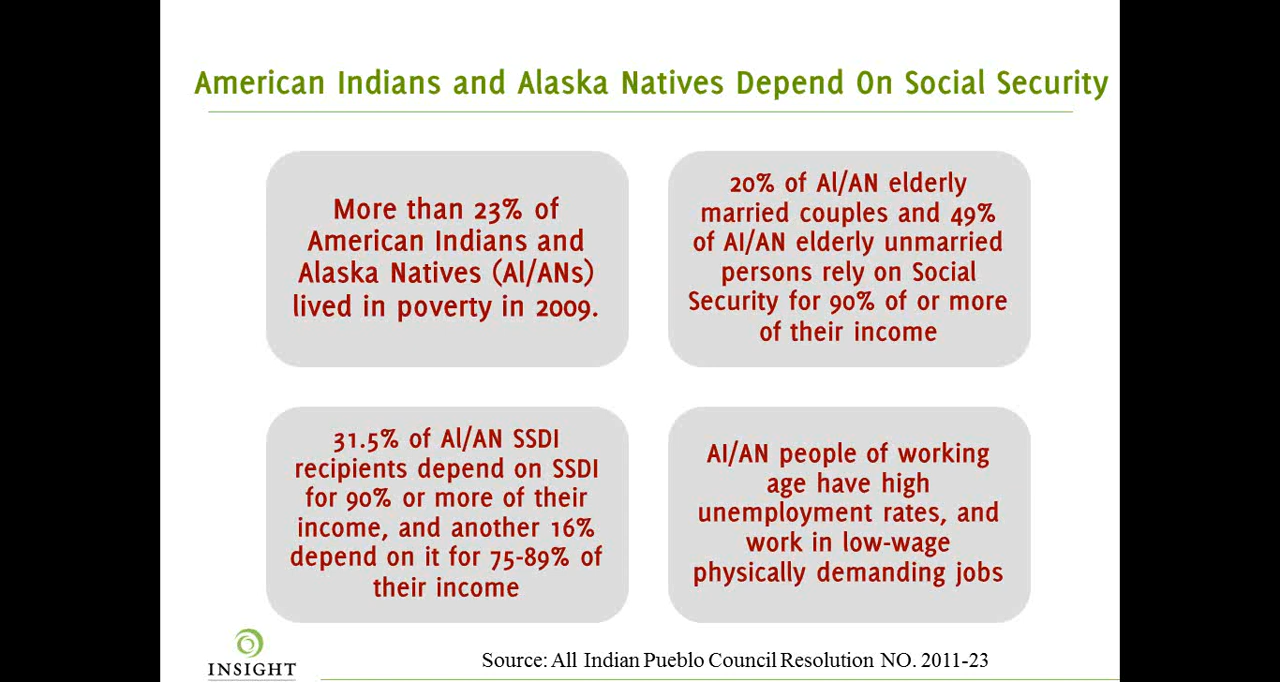 American Indians and Alaska Natives Depend On Social Security
More than 23% of
American Indians and
Alaska Natives (Al/ANs)
lived in poverty in 2009.
20% of Al/AN elderly
married couples and 49%
of AI/AN elderly unmarried
persons rely on Social
Security for 90% of or more
of their income
31.5% of Al/AN SSDI
recipients depend on SSDI
for 90% or more of their
income, and another 16%
depend on it for 75-89% of
their income
AI/AN people of working
age have high
unemployment rates, and
work in low-wage
physically demanding jobs
INSIGHT
Source: All Indian Pueblo Council Resolution NO. 2011-23